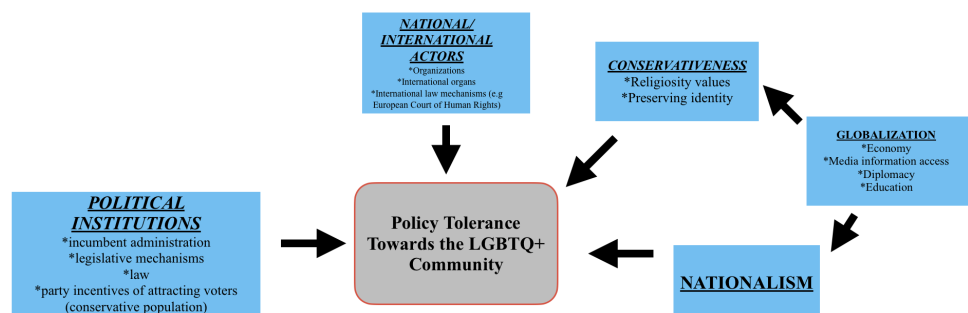 NATIONAL/
INTERNATIONAL
ACTORS
*Organizations
*International organs
*International law mechanisms (e.g
European Court of Human Rights)
CONSERVATIVENESS
*Religiosity values
*Preserving identity
GLOBALIZATION
*Economy
*Media information access
*Diplomacy
*Education
POLITICAL
INSTITUTIONS
*incumbent administration
*legislative mechanisms
*law
*party incentives of attracting voters
(conservative population)
Policy Tolerance
Towards the LGBTQ+
Community
NATIONALISM